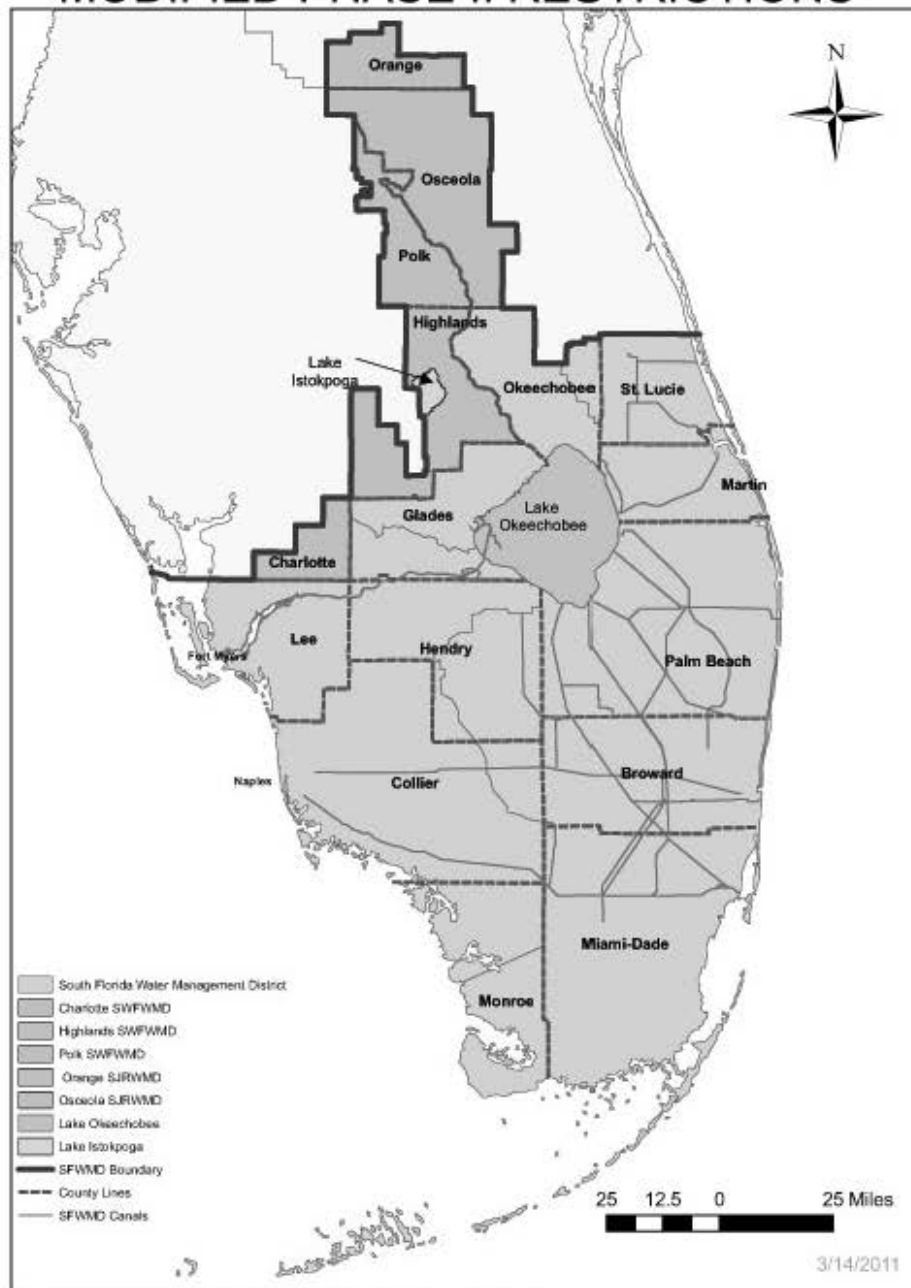 MODIFIED PHASE II RESTRICTIONS
N
Orange
Osceola
Polk
Highlands
Lake
Istokpoga
Okeechobee
St. Lucie
Martin
Glades
Lake
Okeechobee
Charlotte
Lee
Hendry
Fort Myers
Palm Beach
Naples
Collier
Broward
Miami-Dade
Monroe
South Florida Water Management District
Charlotte SWFWMD
Highlands SWFWMD
Polk SWFWMD
Orange SJRWMD
Osceola SJRWMD
Lake Okeechobee
Lake Istokpoga
SFWMD Boundary
County Lines
SFWMD Canals
25 12.5 0 25 Miles
3/14/2011